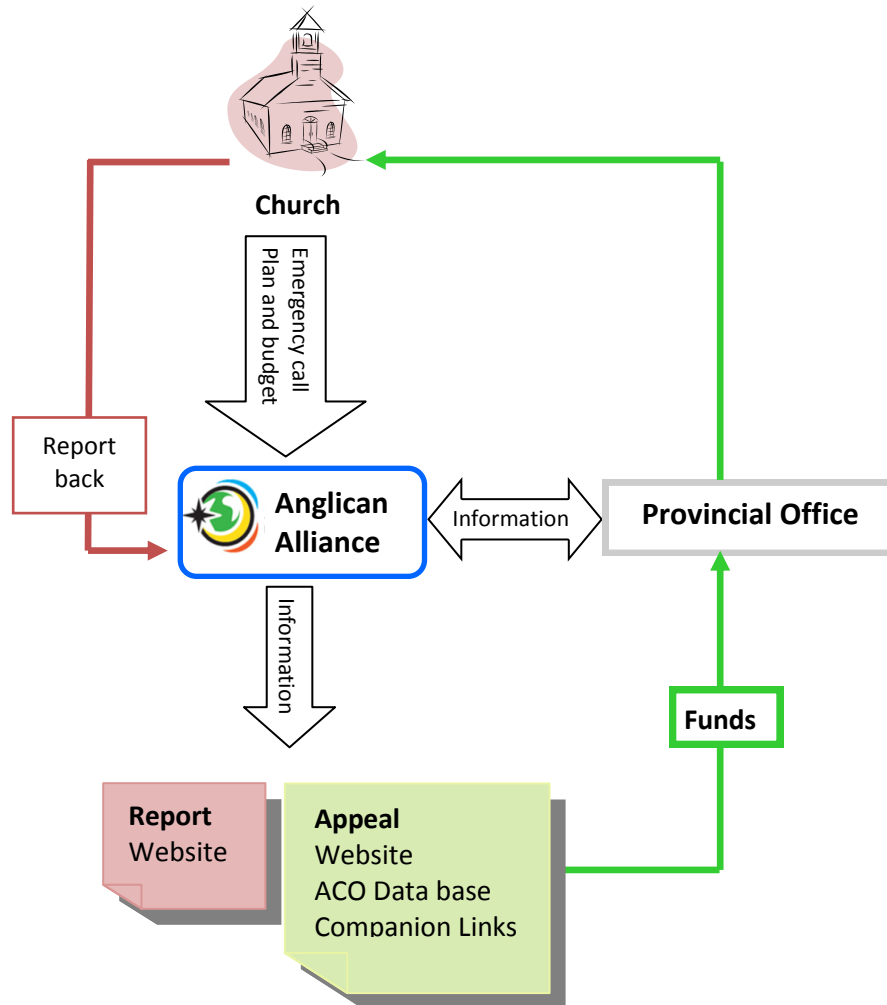 Church
Emergency call
Plan and budget
Report
back
Anglican
Alliance
Information
Provincial Office
Information
Funds
Report
Website
Appeal
Website
ACO Data base
Companion Links